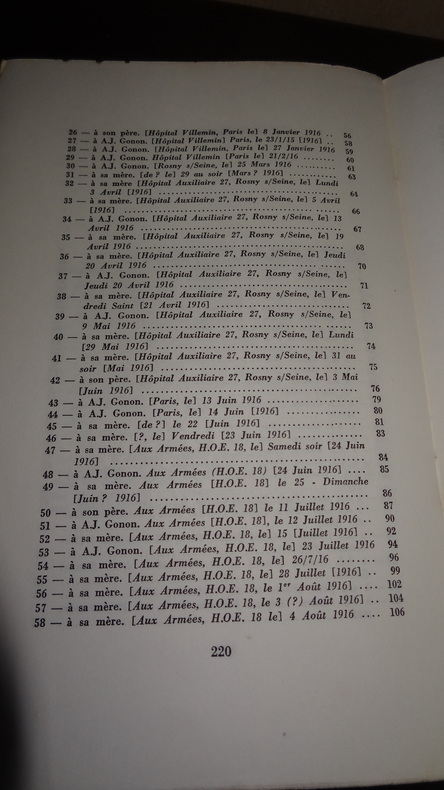 26 — à son père. [Hôpital Villemin, Paris le] 8 Janvier 1916 .. 56
27 — à A.J. Gonon. [Hôpital Villemin] Paris, le 23/1/15 [1916] .. 58
28 — à A.J. Gonon. [Hôpital Villemin, Paris le] 27 Janvier 1916 59
29 — à A.J. Gonon. Hôpital Villemin [Paris le] 21/2/16 ........ 60
30 — à A.J. Gonon. [Rosny s/Seine, le] 25 Mars 1916 ........... 61
31 — à sa mère. [de ? le] 29 au soir [Mars ? 1916] ............ 63
32 — à sa mère [Hôpital Auxiliaire 27, Rosny s/Seine, le] Lundi
3 Avril 1916] .............................................. 64
33 — à sa mère. [Hôpital Auxiliaire 27, Rosny s/Seine, le] 5 Avril
[1916] .................................................. 66
34 — à A.J. Gonon. [Hôpital Auxiliaire 27, Rosny s/Seine, le] 13
Avril 1916 .............................................. 67
35 — à sa mère. [Hôpital Auxiliaire 27, Rosny s/Seine, le] 19
Avril 1916 .............................................. 68
36 — à sa mère [Hôpital Auxiliaire 27, Rosny s/Seine, le] Jeudi
20 Avril 1916 ........................................... 70
37 — à A.J. Gonon. [Hôpital Auxiliaire 27, Rosny s/Seine, le]
Jeudi 20 Avril 1916 ..................................... 71
38 — à sa mère. [Hôpital Auxiliaire 27, Rosny s/Seine, le] Ven-
dredi Saint [21 Avril 1916] ............................. 72
39 — à A. J. Gonon. [Hôpital Auxiliaire 27, Rosny s/Seine, le]
9 Mai 1916 .............................................. 73
40 — à sa mère. [Hôpital Auxiliaire 27, Rosny s/Seine, le] Lundi
[29 Mai 1916] ........................................... 74
41 — à sa mère. [Hôpital Auxiliaire 27, Rosny s/Seine, le] 31 au
soir [Mai 1916] ......................................... 75
42 — à son père. [Hôpital Auxiliaire 27, Rosny s/Seine, le] 3 Mai
[Juin 1916] ............................................. 76
43 — à A.J. Gonon. [Paris, le] 13 Juin 1916 ................... 79
44 — à A.J. Gonon. [Paris, le] 14 Juin [1916] ................. 80
45 — à sa mère. [de ?] le 22 [Juin 1916] ...................... 81
46 — à sa mère. [?, le] Vendredi [23 Juin 1916] ............... 83
47 — à sa mère. [Aux Armées, H.O.E. 18, le] Samedi soir [24 Juin
1916] ................................................... 84
48 — à A.J. Gonon. Aux Armées (H.O.E. 18) [24 Juin 1916] .... 85
49 — à sa mère. Aux Armées [H.O.E. 18] le 25 - Dimanche
[Juin ? 1916] ........................................... 86
50 — à son père. Aux Armées [H.O.E. 18] le 11 Juillet 1916 ... 87
51 — à A.J. Gonon. Aux Armées [H.O.E. 18], le 12 Juillet 1916 .. 90
52 — à sa mère. [Aux Armées, H.O.E. 18, le] 15 [Juillet 1916] .. 92
53 — à A.J. Gonon. [Aux Armées, H.O.E. 18, le] 23 Juillet 1916 94
54 — à sa mère. [Aux Armées, H.O.E. 18, le] 26/7/16 ........ 96
55 — à sa mère. [Aux Armées, H.O.E. 18, le] 28 Juillet [1916] .. 99
56 — à sa mère. [Aux Armées, H.O.E. 18, le 1er Août 1916] .... 102
57 — à sa mère. [Aux Armées, H.O.E. 18, le 3 (?) Août 1916] .. 104
58 — à sa mère. [Aux Armées, H.O.E. 18 le] 4 Août 1916 .... 106
220